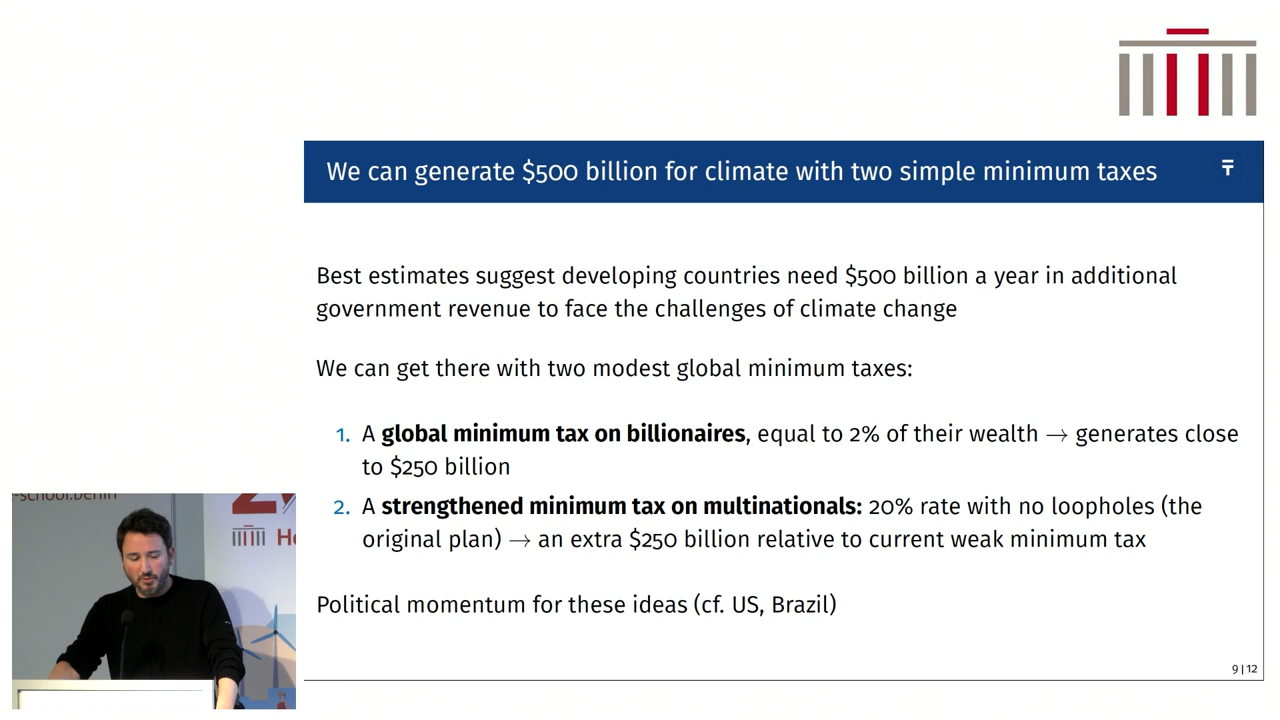 We can generate $500 billion for climate with two simple minimum taxes
Best estimates suggest developing countries need $500 billion a year in additional
government revenue to face the challenges of climate change
We can get there with two modest global minimum taxes:
1. A global minimum tax on billionaires, equal to 2% of their wealth → generates close
to $250 billion
2. A strengthened minimum tax on multinationals: 20% rate with no loopholes (the
original plan) → an extra $250 billion relative to current weak minimum tax
Political momentum for these ideas (cf. US, Brazil)
9|12
-school.berlin
He